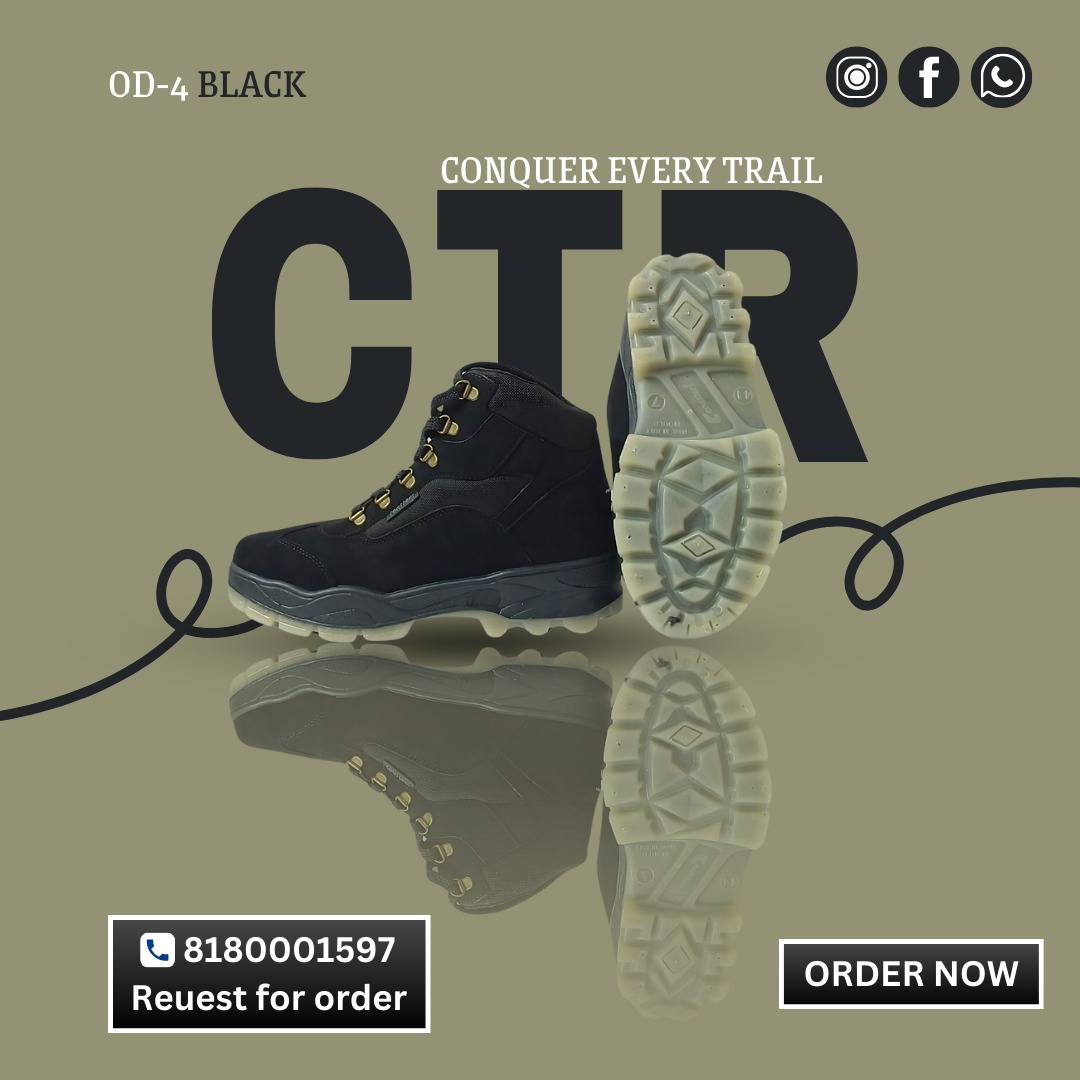 OD-4 BLACK
CONQUER EVERY TRAIL
CTR
8180001597
Reuest for order
ORDER NOW